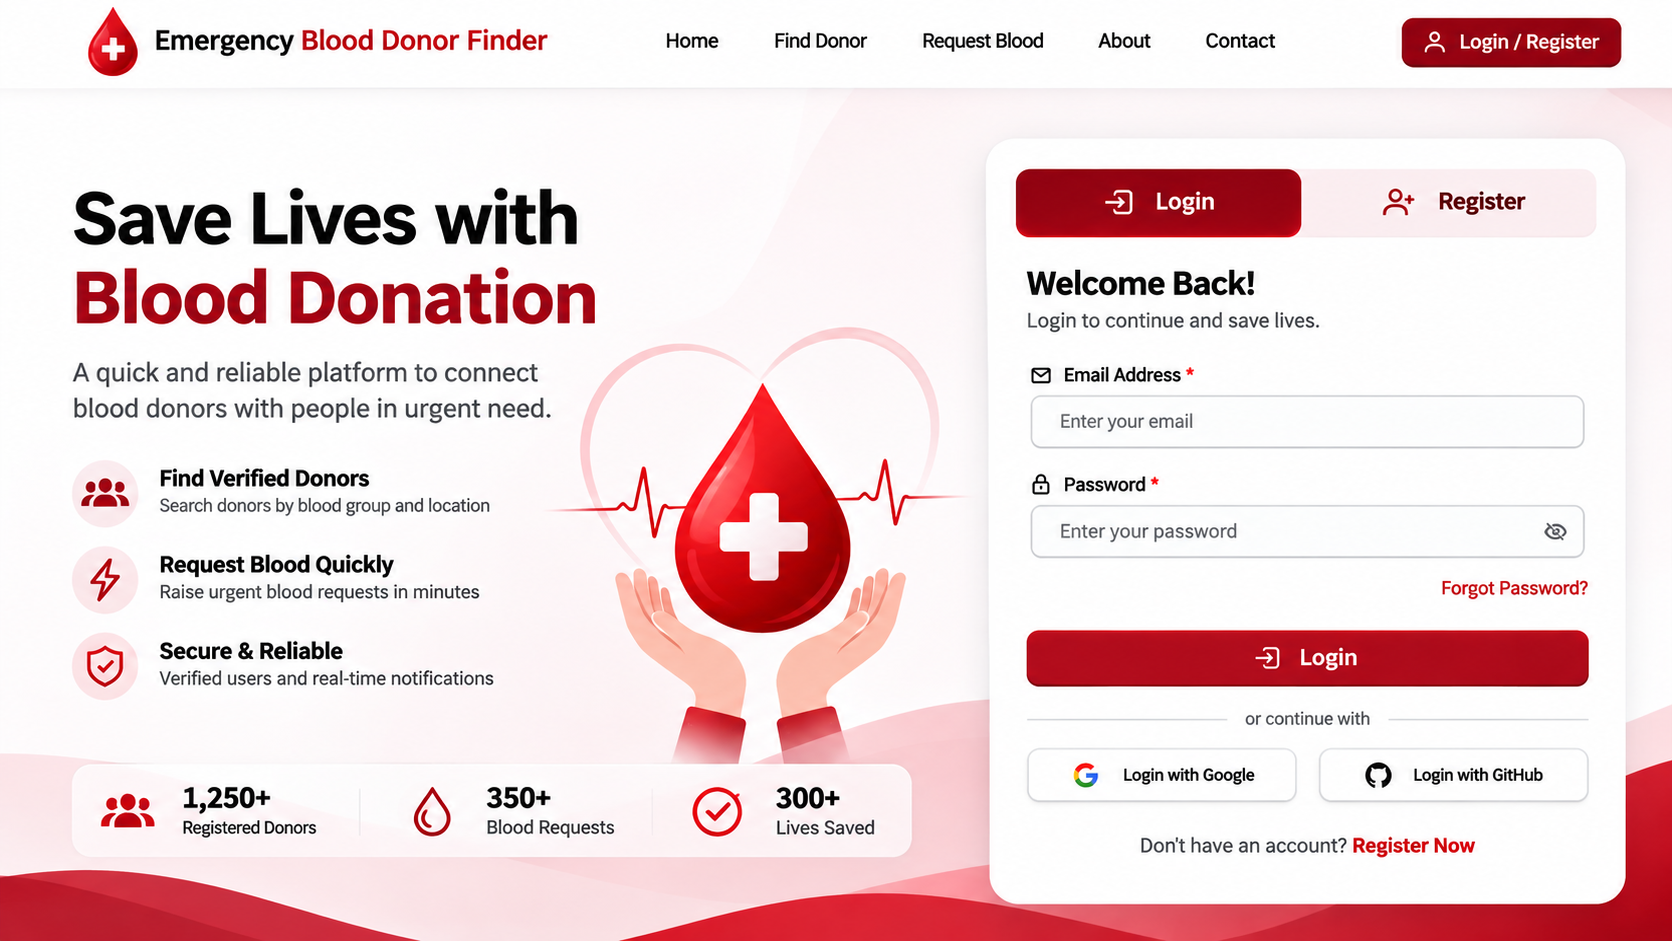 Emergency Blood Donor Finder
Home
Find Donor
Request Blood
About
Contact
Login / Register
Save Lives with
Blood Donation
A quick and reliable platform to connect
blood donors with people in urgent need.
Find Verified Donors
Search donors by blood group and location
Request Blood Quickly
Raise urgent blood requests in minutes
Secure & Reliable
Verified users and real-time notifications
1,250+
Registered Donors
350+
Blood Requests
300+
Lives Saved
Login
Register
Welcome Back!
Login to continue and save lives.
Email Address *
Enter your email
Password *
Enter your password
Forgot Password?
Login
or continue with
Login with Google
Login with GitHub
Don't have an account? Register Now